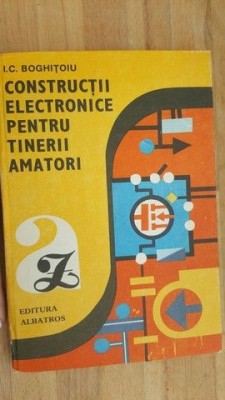 I.C. BOGHIȚOIU
CONSTRUCȚII
ELECTRONICE
PENTRU
TINERII
AMATORI
a
EDITURA
ALBATROS